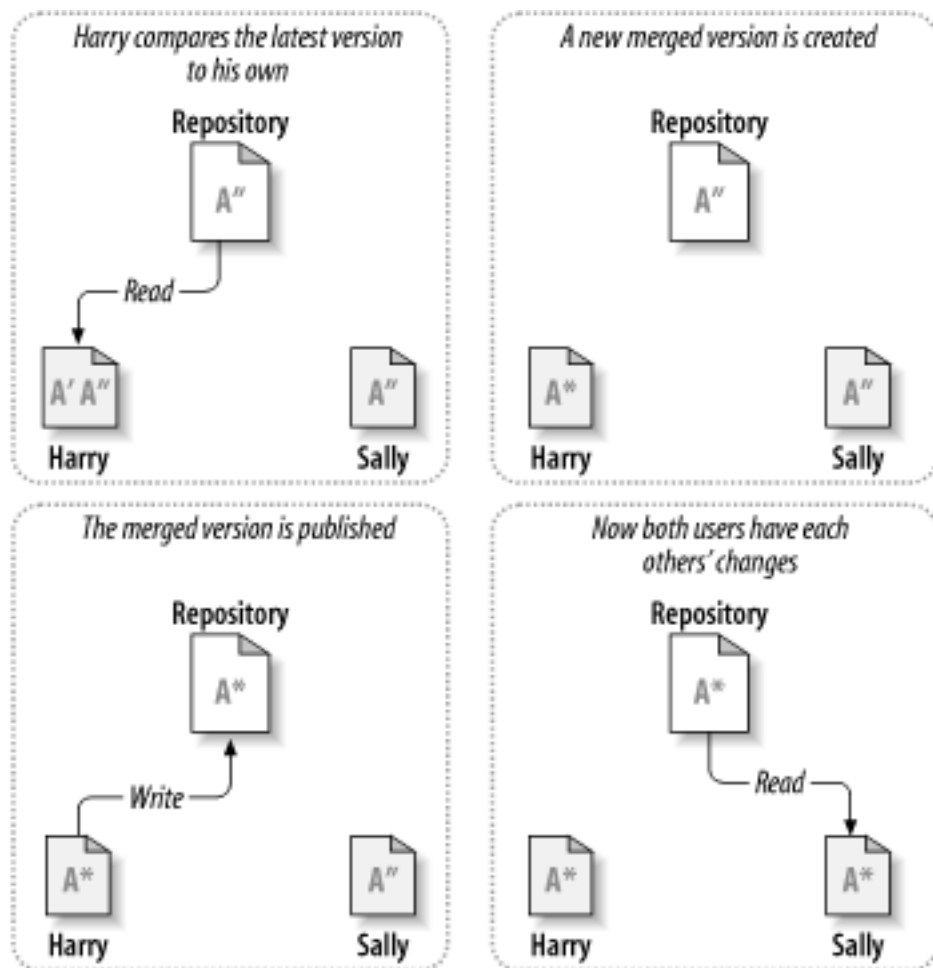 Harry compares the latest version
to his own
Repository
A″
Read
A′ A″
A″
Harry
Sally
A new merged version is created
Repository
A″
A*
A″
Harry
Sally
The merged version is published
Repository
A*
Write
A*
A″
Harry
Sally
Now both users have each
others’ changes
Repository
A*
Read
A*
A*
Harry
Sally